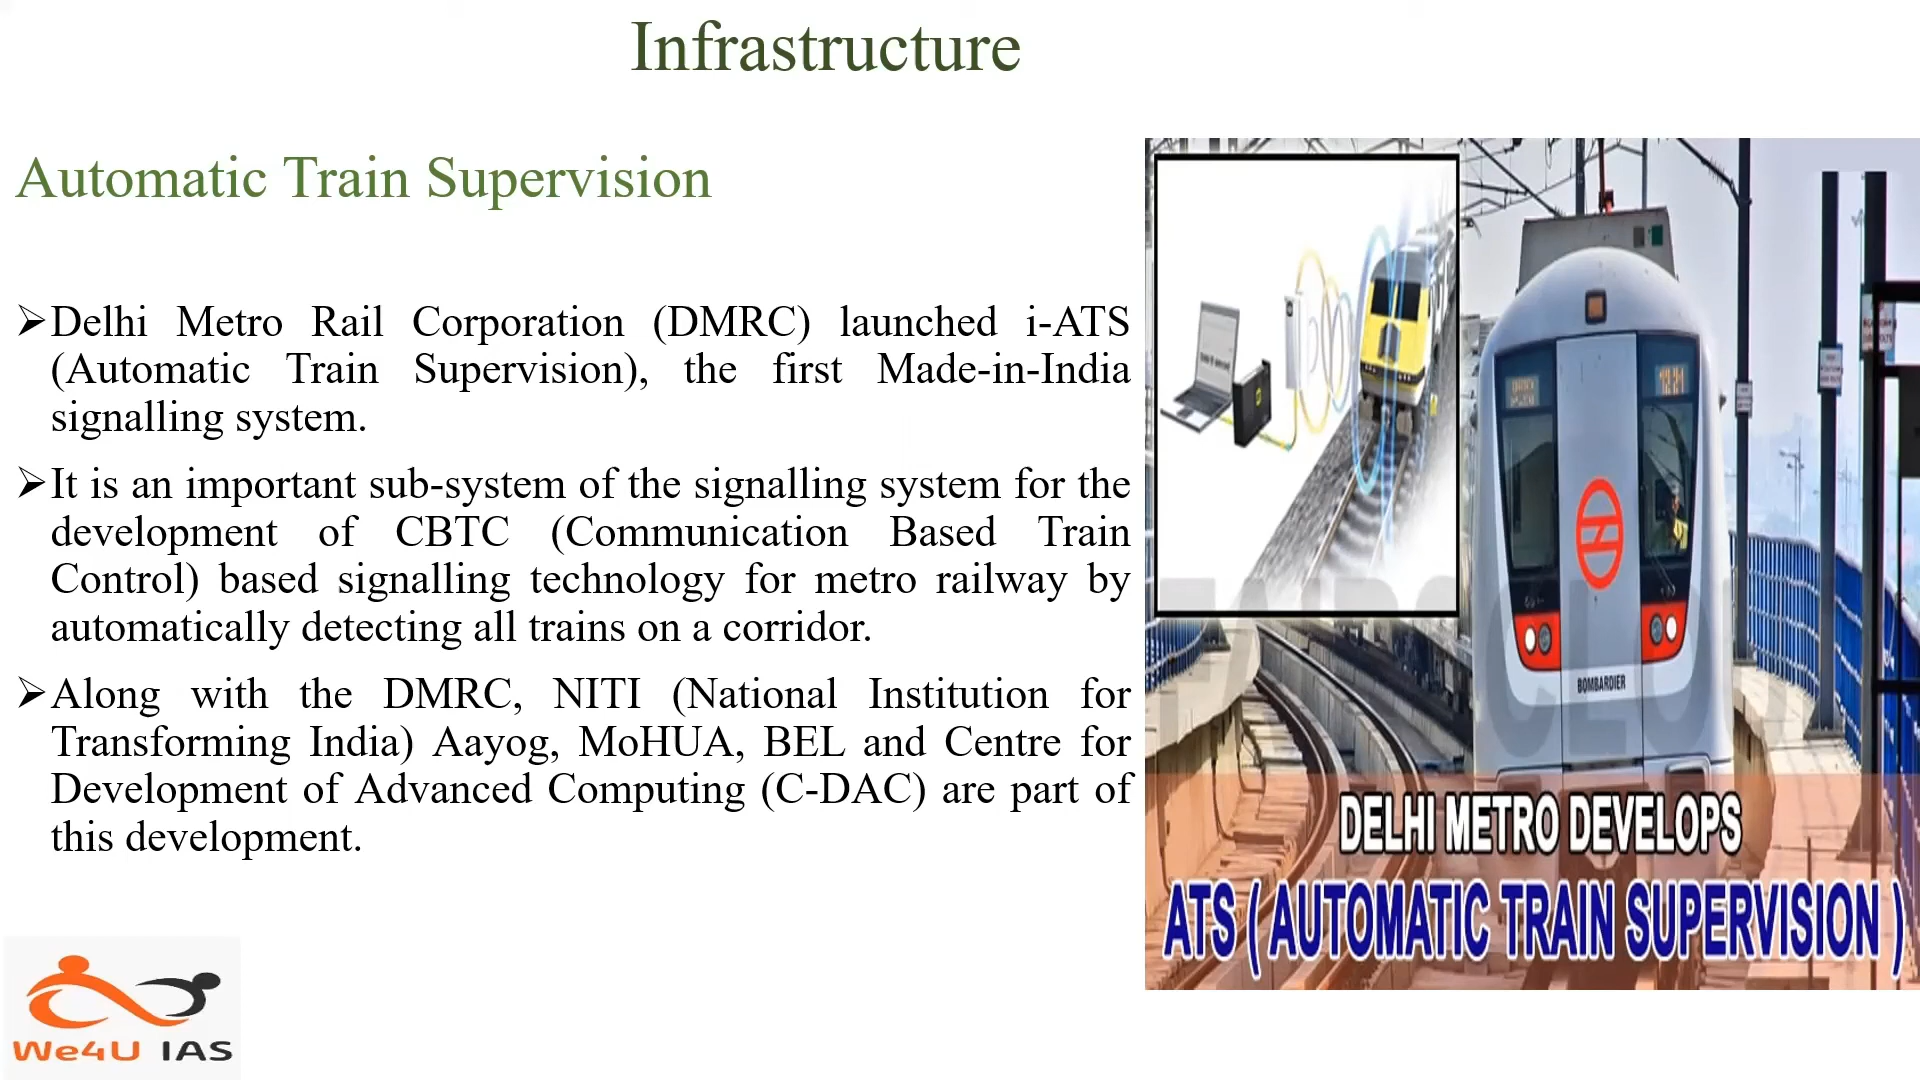 Infrastructure
Automatic Train Supervision
➢Delhi Metro Rail Corporation (DMRC) launched i-ATS
(Automatic Train Supervision), the first Made-in-India
signalling system.
➢It is an important sub-system of the signalling system for the
development of CBTC (Communication Based Train
Control) based signalling technology for metro railway by
automatically detecting all trains on a corridor.
➢Along with the DMRC, NITI (National Institution for
Transforming India) Aayog, MoHUA, BEL and Centre for
Development of Advanced Computing (C-DAC) are part of
this development.
BOMBARDIER
DELHI METRO DEVELOPS
ATS ( AUTOMATIC TRAIN SUPERVISION )
We4U IAS